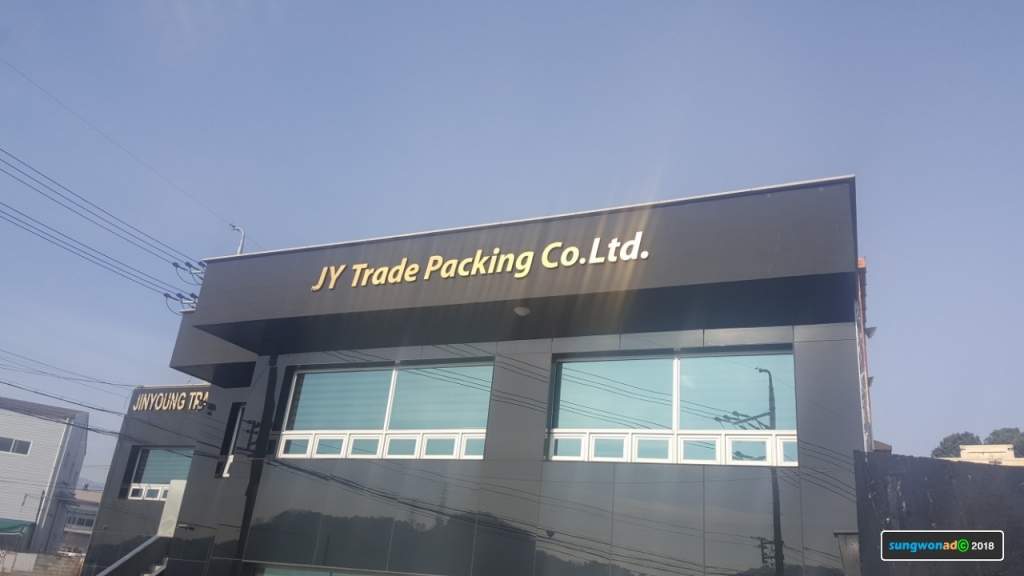 JY Trade Packing Co.Ltd.
JINYOUNG TRA
sungwonad© 2018